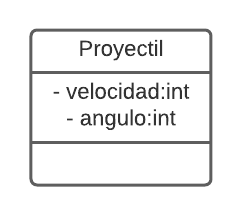 Proyectil
- velocidad:int
- angulo:int